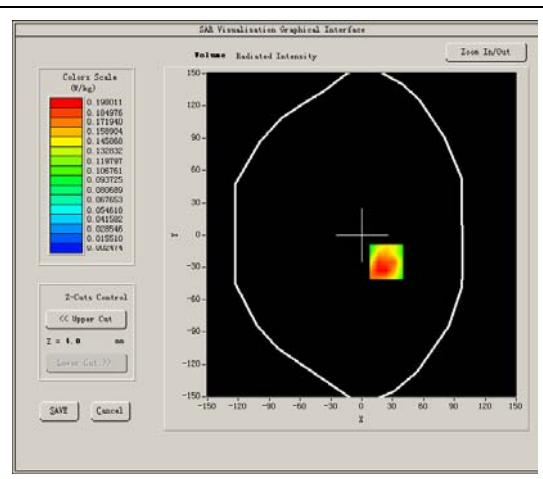 SAR Visualisation Graphical Interface
Volume Radiated Intensity
Zoom In/Out
Colors Scale
(W/kg)
0.198011
0.184976
0.171940
0.158904
0.145868
0.132832
0.119797
0.106761
0.093725
0.080689
0.067653
0.054618
0.041582
0.028546
0.015510
0.002474
150
120
90
60
30
0
-30
-60
-90
-120
-150
Y
-150 -120 -90 -60 -30 0 30 60 90 120 150
X
Z-Cuts Control
<< Upper Cut
Z = 4.0 mm
Lower Cut >>
SAVE Cancel